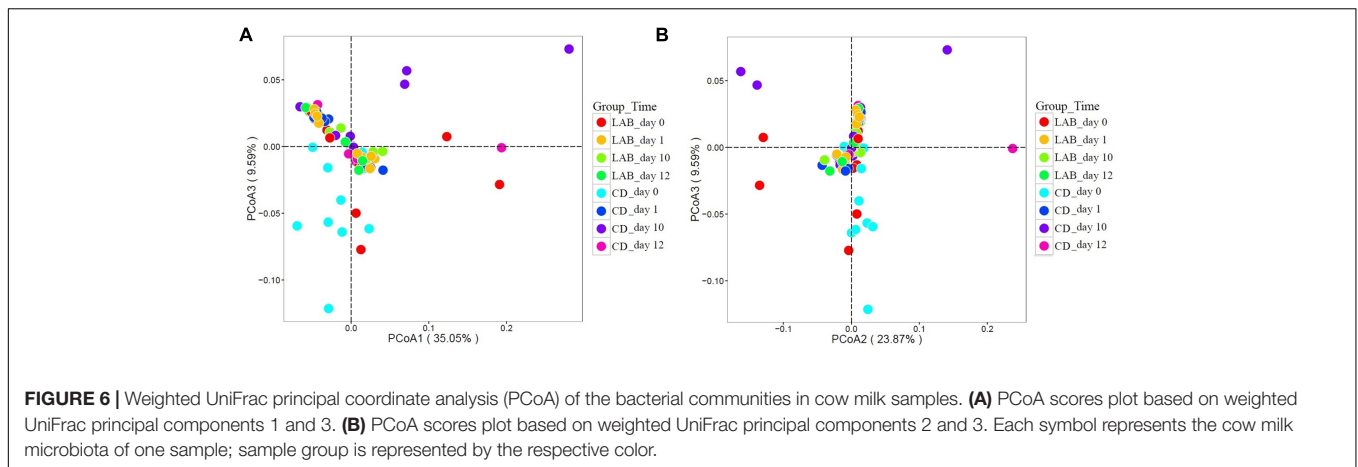 A
0.05
0.00
−0.05
−0.10
PCoA3 ( 9.59%)
0.0
0.1
0.2
PCoA1 ( 35.05%)
Group_Time
LAB_day 0
LAB_day 1
LAB_day 10
LAB_day 12
CD_day 0
CD_day 1
CD_day 10
CD_day 12
B
0.05
0.00
−0.05
−0.10
PCoA3 ( 9.59%)
−0.1
0.0
0.1
0.2
PCoA2 ( 23.87%)
Group_Time
LAB_day 0
LAB_day 1
LAB_day 10
LAB_day 12
CD_day 0
CD_day 1
CD_day 10
CD_day 12
FIGURE 6 | Weighted UniFrac principal coordinate analysis (PCoA) of the bacterial communities in cow milk samples. (A) PCoA scores plot based on weighted
UniFrac principal components 1 and 3. (B) PCoA scores plot based on weighted UniFrac principal components 2 and 3. Each symbol represents the cow milk
microbiota of one sample; sample group is represented by the respective color.